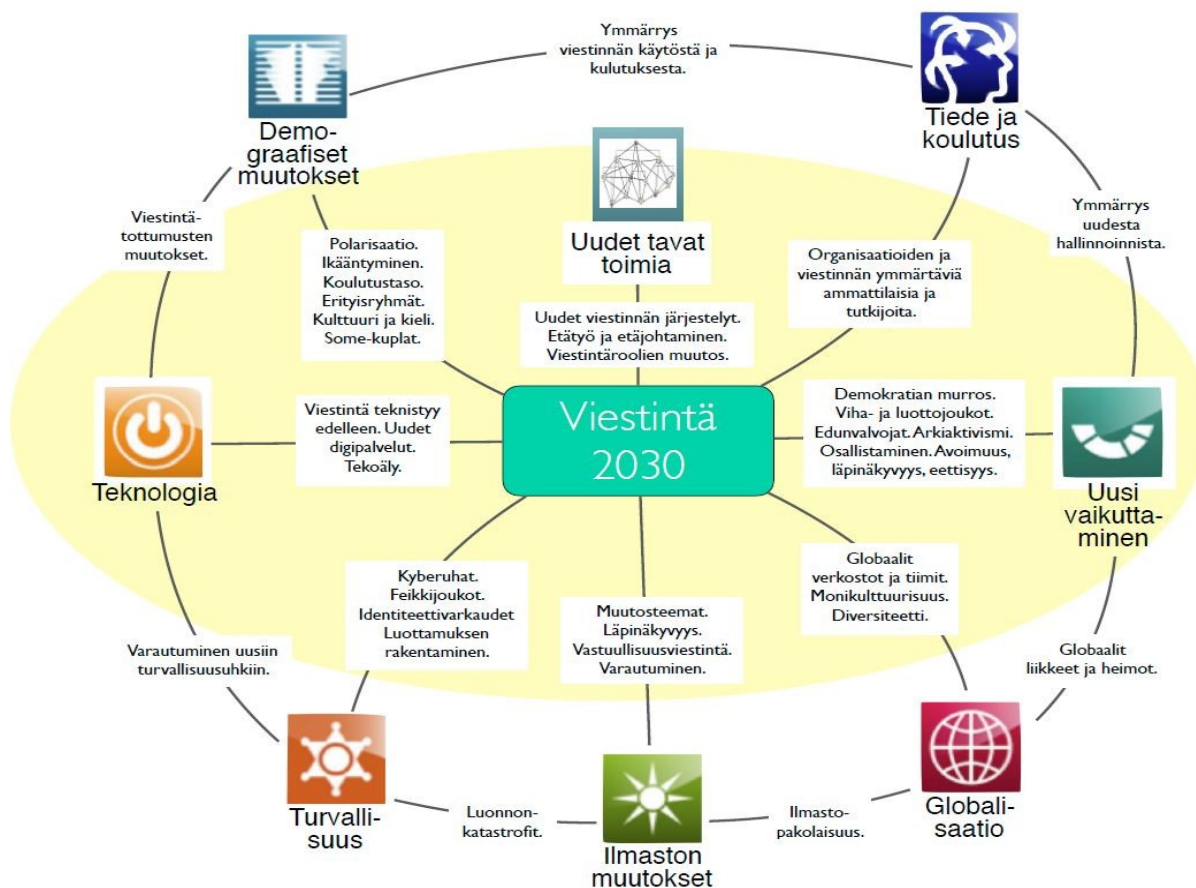 Ymmärrys
viestinnän käytöstä ja
kulutuksesta.
Demo-
graafiset
muutokset
Tiede ja
koulutus
Viestintä-
tottumusten
muutokset.
Uudet tavat
toimia
Ymmärrys
uudesta
hallinnoinnista.
Polarisaatio.
Ikääntyminen.
Koulutustaso.
Erityisryhmät.
Kulttuuri ja kieli.
Some-kuplat.
Uudet viestinnän järjestelyt.
Etätyö ja etäjohtaminen.
Viestintäroolien muutos.
Organisaatioiden ja
viestinnän ymmärtäviä
ammattilaisia ja
tutkijoita.
Teknologia
Viestintä teknistyy
edelleen. Uudet
digipalvelut.
Tekoäly.
Viestintä
2030
Demokratian murros.
Viha- ja luottojoukot.
Edunvalvojat. Arkiaktivismi.
Osallistaminen. Avoimuus,
läpinäkyvyys, eettisyys.
Uusi
vaikutta-
minen
Kyberuhat.
Feikkijoukot.
Identiteettivarkaudet
Luottamuksen
rakentaminen.
Muutosteemat.
Läpinäkyvyys.
Vastuullisuusviestintä.
Varautuminen.
Globaalit
verkostot ja tiimit.
Monikulttuurisuus.
Diversiteetti.
Varautuminen uusiin
turvallisuusuhkiin.
Globaalit
liikkeet ja heimot.
Turvalli-
suus
Luonnon-
katastrofit.
Ilmaston
muutokset
Ilmasto-
pakolaisuus.
Globali-
saatio